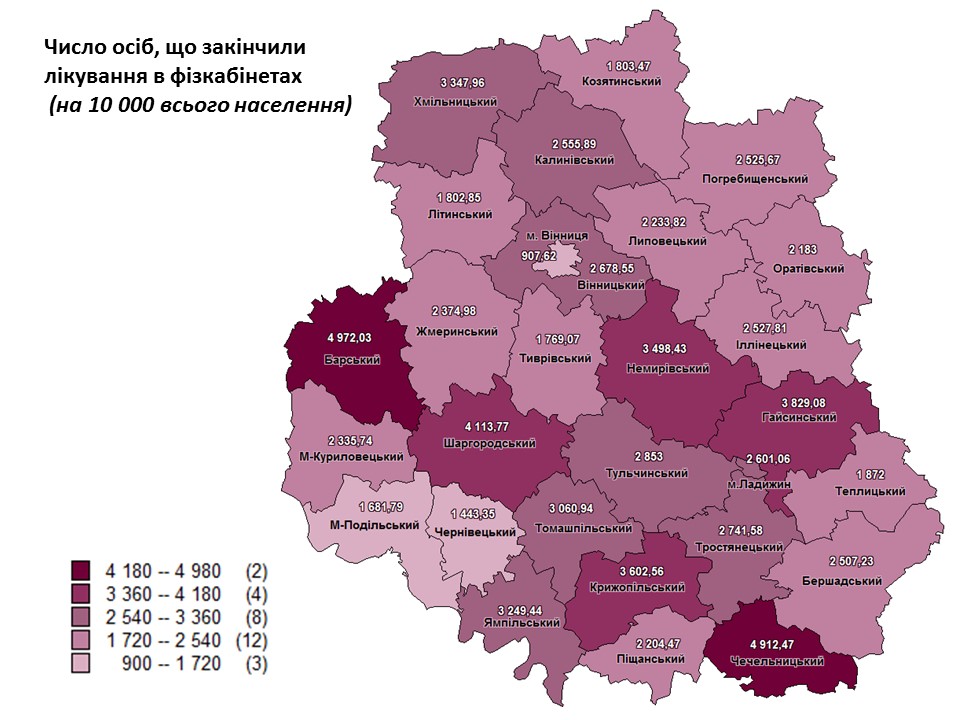 Число осіб, що закінчили
лікування в фізкабінетах
(на 10 000 всього населення)
1 803,47
Козятинський
3 347,96
Хмільницький
2 555,89
Калинівський
2 525,67
Погребищенський
1 802,85
Літинський
2 233,82
Липовецький
м. Вінниця
907,62
2 678,55
Вінницький
2 183
Оратівський
2 374,98
Жмеринський
4 972,03
Барський
1 769,07
Тиврівський
3 498,43
Немирівський
2 527,81
Іллінецький
3 829,08
Гайсинський
4 113,77
Шаргородський
2 335,74
М-Куриловецький
2 853
Тульчинський
2 601,06
м.Ладижин
1 872
Теплицький
1 681,79
М-Подільський
1 443,35
Чернівецький
3 060,94
Томашпільський
2 741,58
Тростянецький
2 507,23
Бершадський
3 602,56
Крижопільський
3 249,44
Ямпільський
2 204,47
Піщанський
4 912,47
Чечельницький
4 180 -- 4 980 (2)
3 360 -- 4 180 (4)
2 540 -- 3 360 (8)
1 720 -- 2 540 (12)
900 -- 1 720 (3)